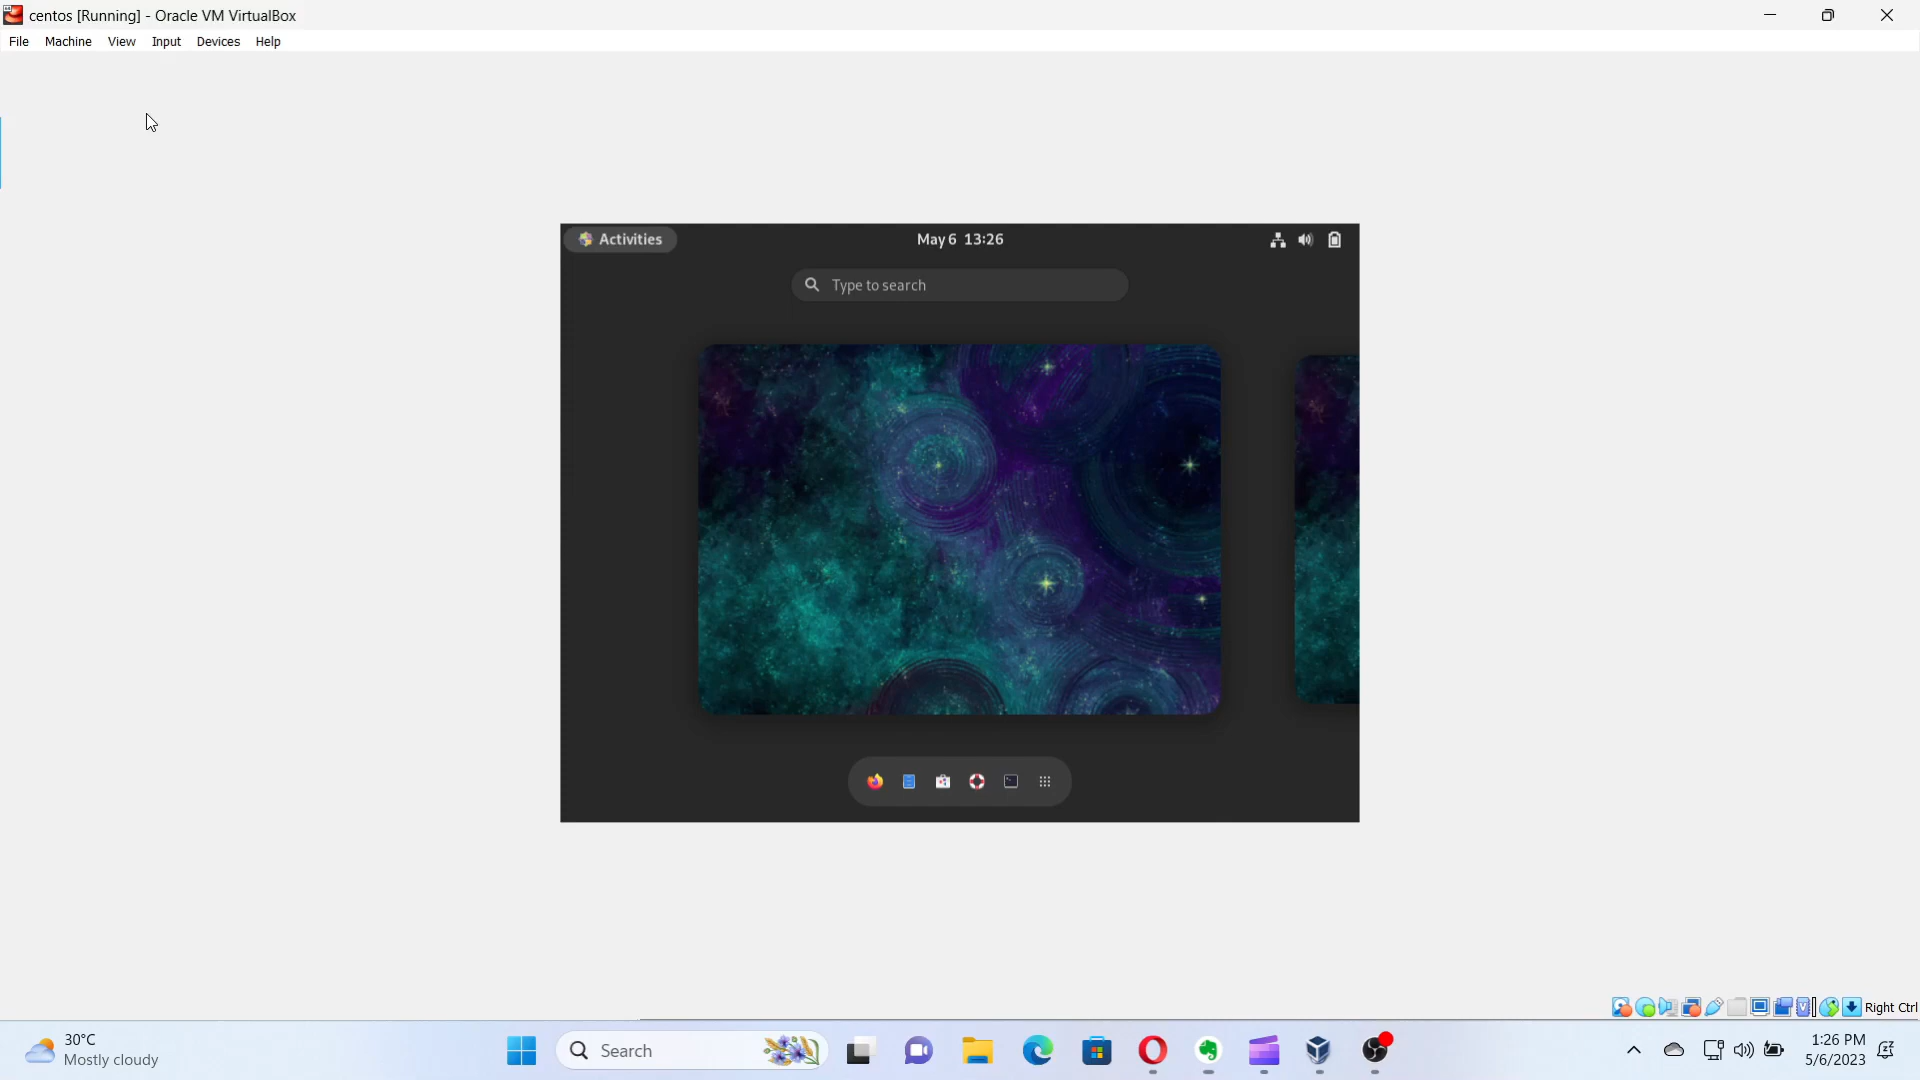 centos [Running] - Oracle VM VirtualBox
File Machine View Input Devices Help
Activities
May 6 13:26
Type to search
Right Ctrl
30°C
Mostly cloudy
Search
1:26 PM
5/6/2023